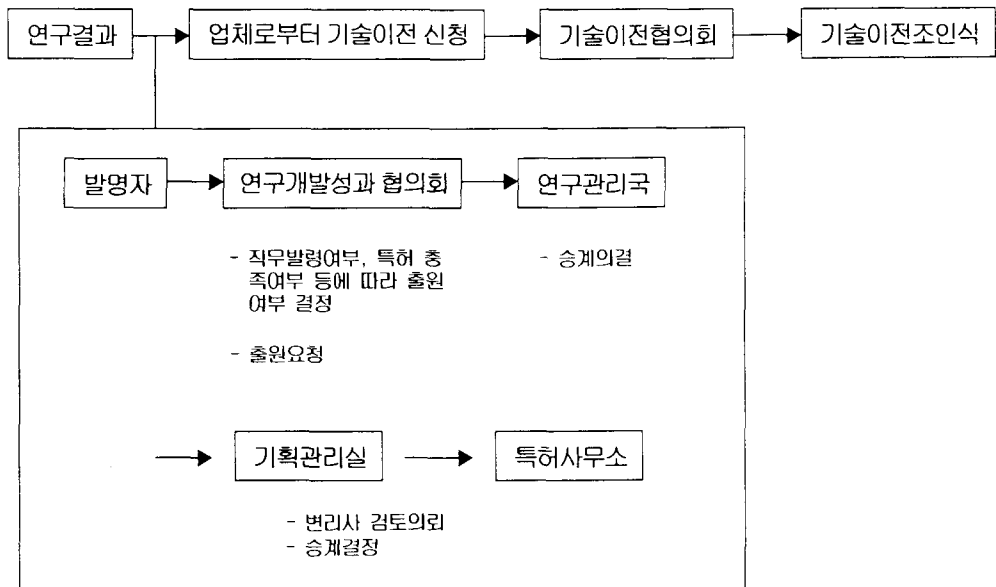 연구결과
업체로부터 기술이전 신청
기술이전협의회
기술이전조인식
발명자
연구개발성과 협의회
연구관리국
- 직무발령여부, 특허 충
족여부 등에 따라 출원
여부 결정
- 출원요청
- 승계의결
기획관리실
특허사무소
- 변리사 검토의뢰
- 승계결정